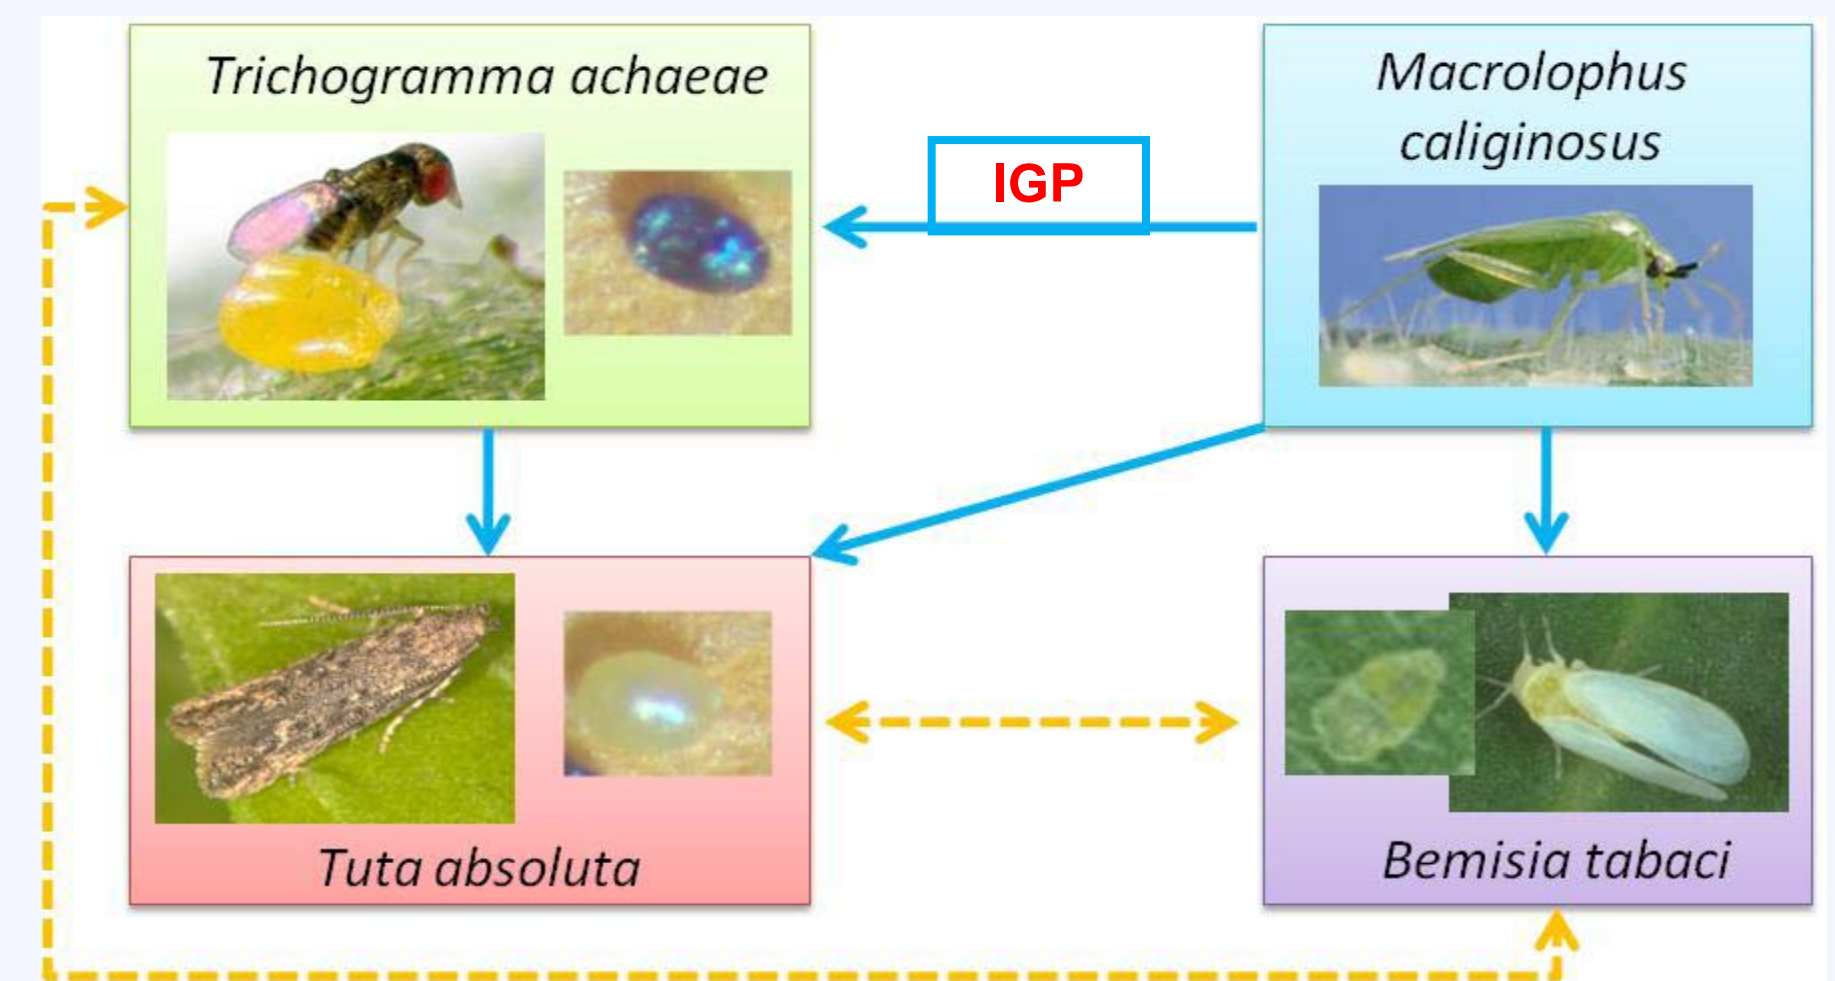 Trichogramma achaeae
Macrolophus
caliginosus
IGP
Tuta absoluta
Bemisia tabaci